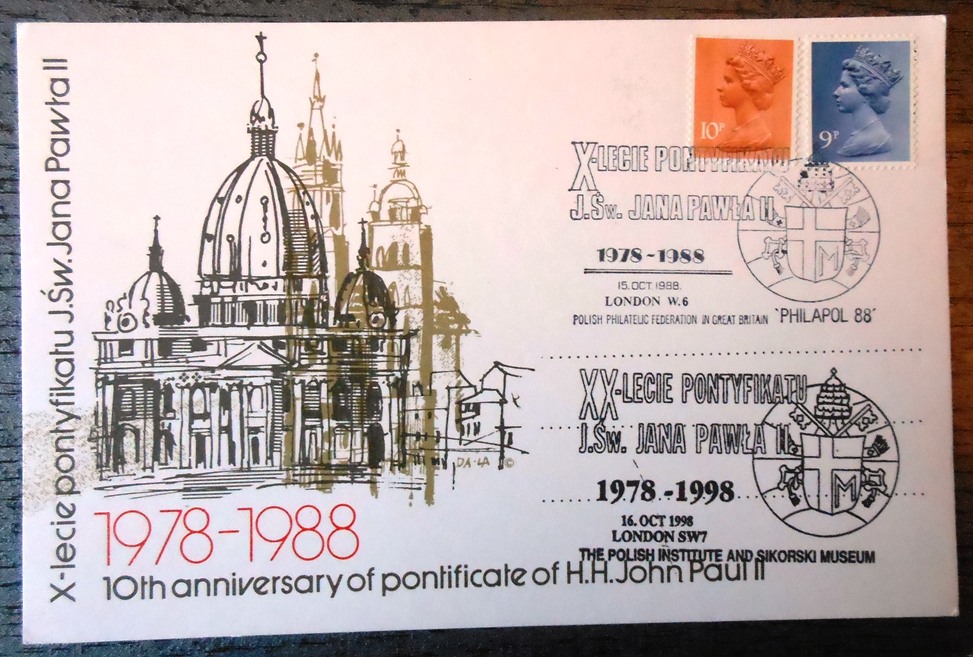 X-lecie pontyfikatu J.Św.Jana Pawła II
10P
9P
X-LECIE PONTYFIKATU
J.Św. JANA PAWŁA II
1978-1988
15.OCT 1988.
LONDON W.6
POLISH PHILATELIC FEDERATION IN GREAT BRITAIN "PHILAPOL 88"
M
XX-LECIE PONTYFIKATU
J.Św. JANA PAWŁA II
1978-1998
16. OCT 1998
LONDON SW7
THE POLISH INSTITUTE AND SIKORSKI MUSEUM
M
DA-LA ©
1978-1988
10th anniversary of pontificate of H.H.John Paul II